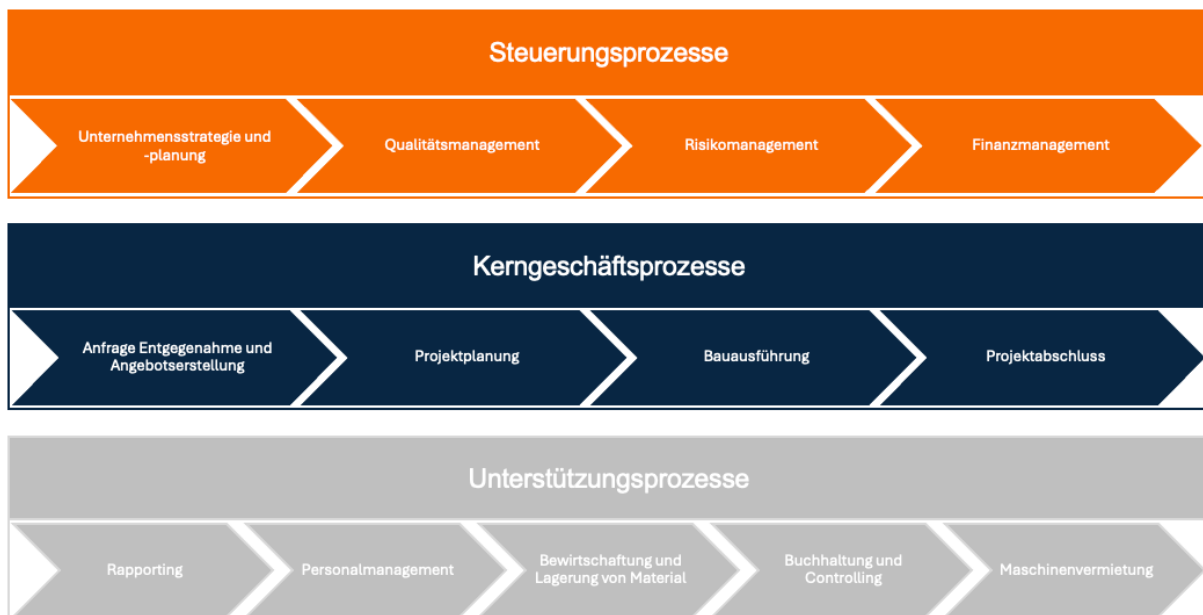 Steuerungsprozesse
Unternehmensstrategie und
-planung
Qualitätsmanagement
Risikomanagement
Finanzmanagement
Kerngeschäftsprozesse
Anfrage Entgegenahme und
Angebotserstellung
Projektplanung
Bauausführung
Projektabschluss
Unterstützungsprozesse
Rapporting
Personalmanagement
Bewirtschaftung und
Lagerung von Material
Buchhaltung und
Controlling
Maschinenvermietung